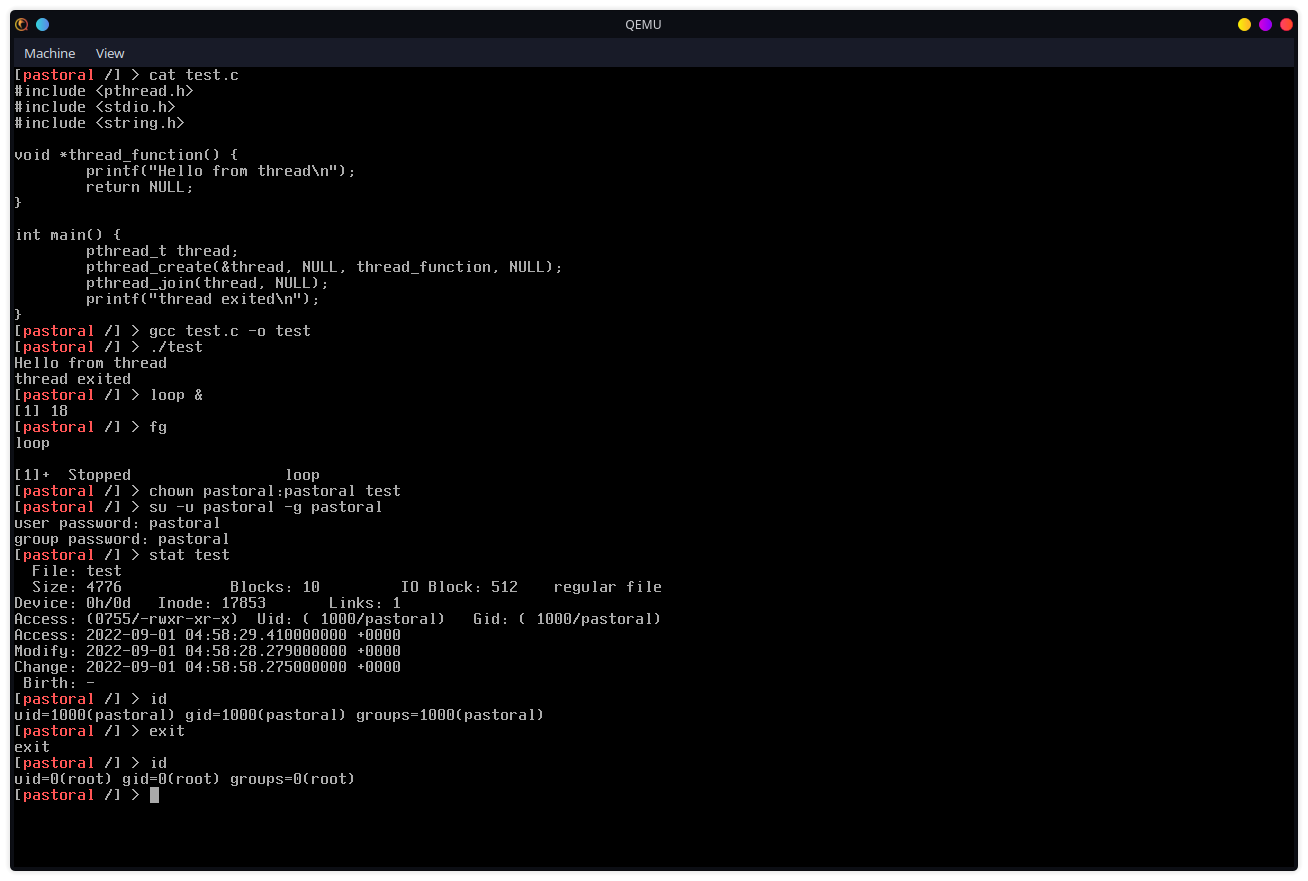 QEMU
Machine View
[pastoral /] > cat test.c
#include <pthread.h>
#include <stdio.h>
#include <string.h>

void *thread_function() {
        printf("Hello from thread\n");
        return NULL;
}

int main() {
        pthread_t thread;
        pthread_create(&thread, NULL, thread_function, NULL);
        pthread_join(thread, NULL);
        printf("thread exited\n");
}
[pastoral /] > gcc test.c -o test
[pastoral /] > ./test
Hello from thread
thread exited
[pastoral /] > loop &
[1] 18
[pastoral /] > fg
loop

[1]+  Stopped                 loop
[pastoral /] > chown pastoral:pastoral test
[pastoral /] > su -u pastoral -g pastoral
user password: pastoral
group password: pastoral
[pastoral /] > stat test
  File: test
  Size: 4776            Blocks: 10         IO Block: 512    regular file
Device: 0h/0d   Inode: 17853       Links: 1
Access: (0755/-rwxr-xr-x)  Uid: ( 1000/pastoral)   Gid: ( 1000/pastoral)
Access: 2022-09-01 04:58:29.410000000 +0000
Modify: 2022-09-01 04:58:28.279000000 +0000
Change: 2022-09-01 04:58:58.275000000 +0000
 Birth: -
[pastoral /] > id
uid=1000(pastoral) gid=1000(pastoral) groups=1000(pastoral)
[pastoral /] > exit
exit
[pastoral /] > id
uid=0(root) gid=0(root) groups=0(root)
[pastoral /] >